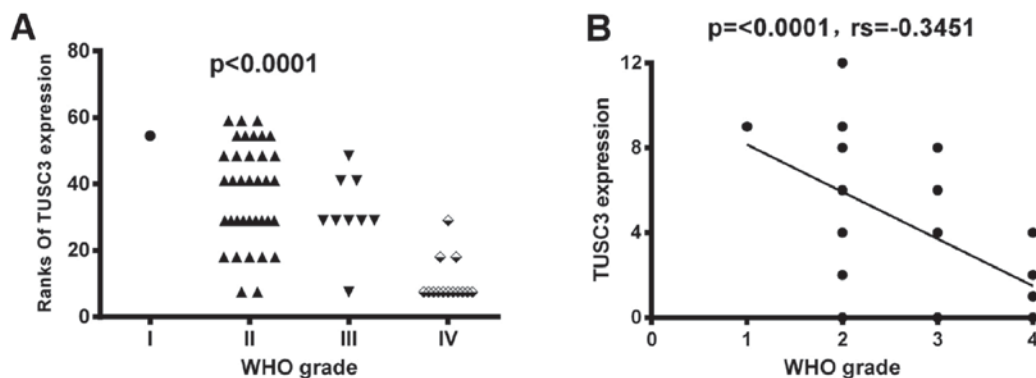 A
p<0.0001
Ranks Of TUSC3 expression
80
60
40
20
0
I II III IV
WHO grade
B
p=<0.0001, rs=-0.3451
TUSC3 expression
12
8
4
0
0 1 2 3 4
WHO grade